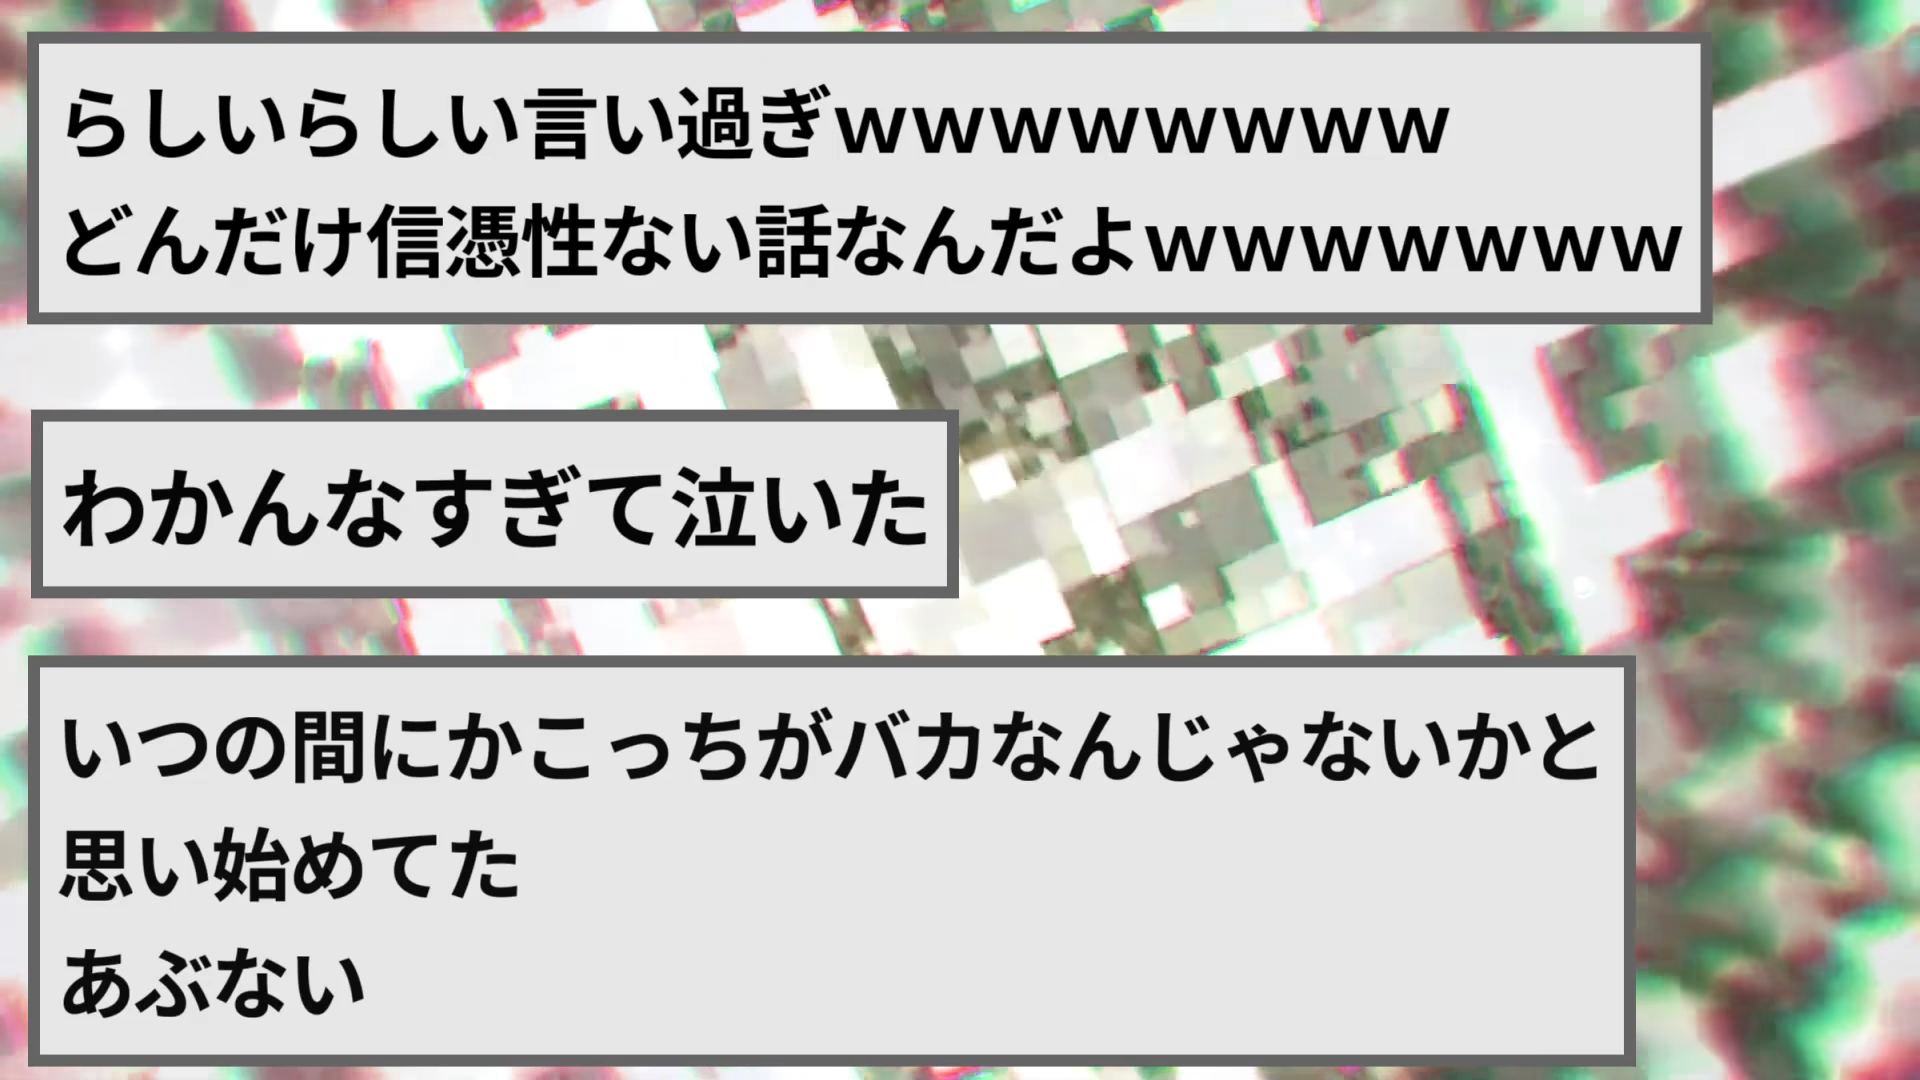 らしいらしい言い過ぎｗｗｗｗｗｗｗｗ
どんだけ信憑性ない話なんだよｗｗｗｗｗｗｗ
わかんなすぎて泣いた
いつの間にかこっちがバカなんじゃないかと
思い始めてた
あぶない